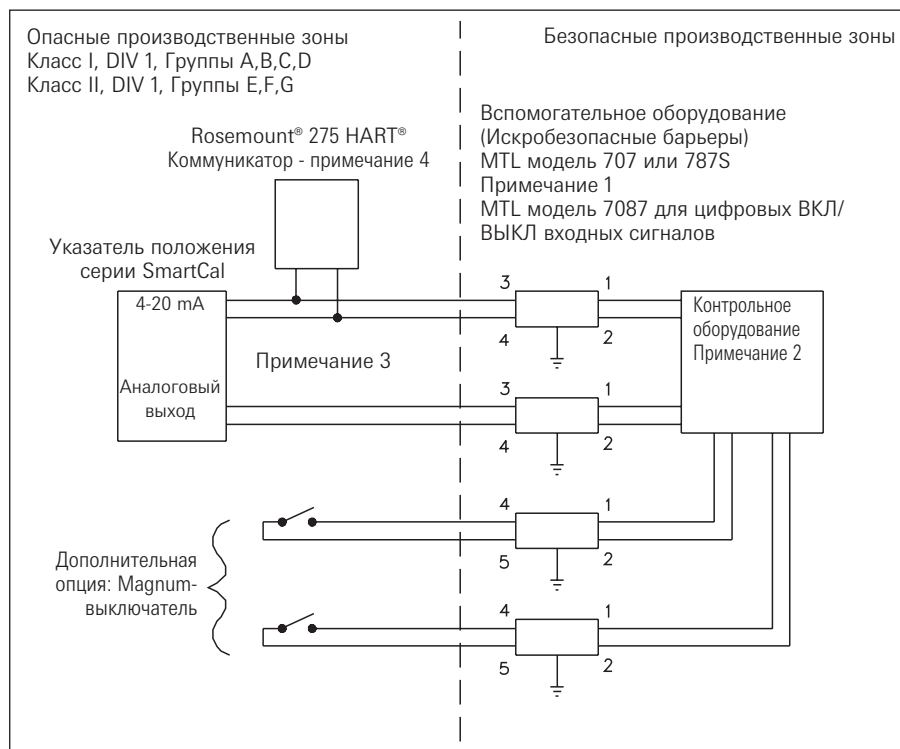 Опасные производственные зоны
Класс I, DIV 1, Группы A,B,C,D
Класс II, DIV 1, Группы E,F,G
Безопасные производственные зоны
Rosemount® 275 HART®
Коммуникатор - примечание 4
Вспомогательное оборудование
(Искробезопасные барьеры)
MTL модель 707 или 787S
Примечание 1
MTL модель 7087 для цифровых ВКЛ/
ВЫКЛ входных сигналов
Указатель положения
серии SmartCal
4-20 mA
Аналоговый
выход
Примечание 3
3
1
4
2
3
1
4
2
Контрольное
оборудование
Примечание 2
4
1
5
2
Дополнительная
опция: Magnum-
выключатель
4
1
5
2